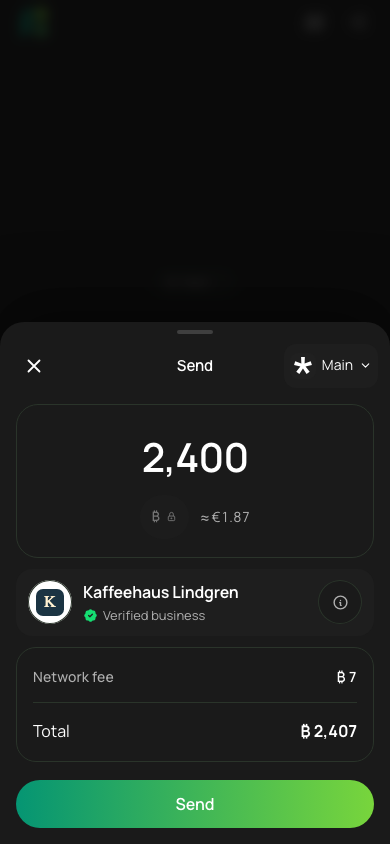 Send
Main
2,400
₿
≈€1.87
K
Kaffeehaus Lindgren
Verified business
Network fee
₿ 7
Total
₿ 2,407
Send